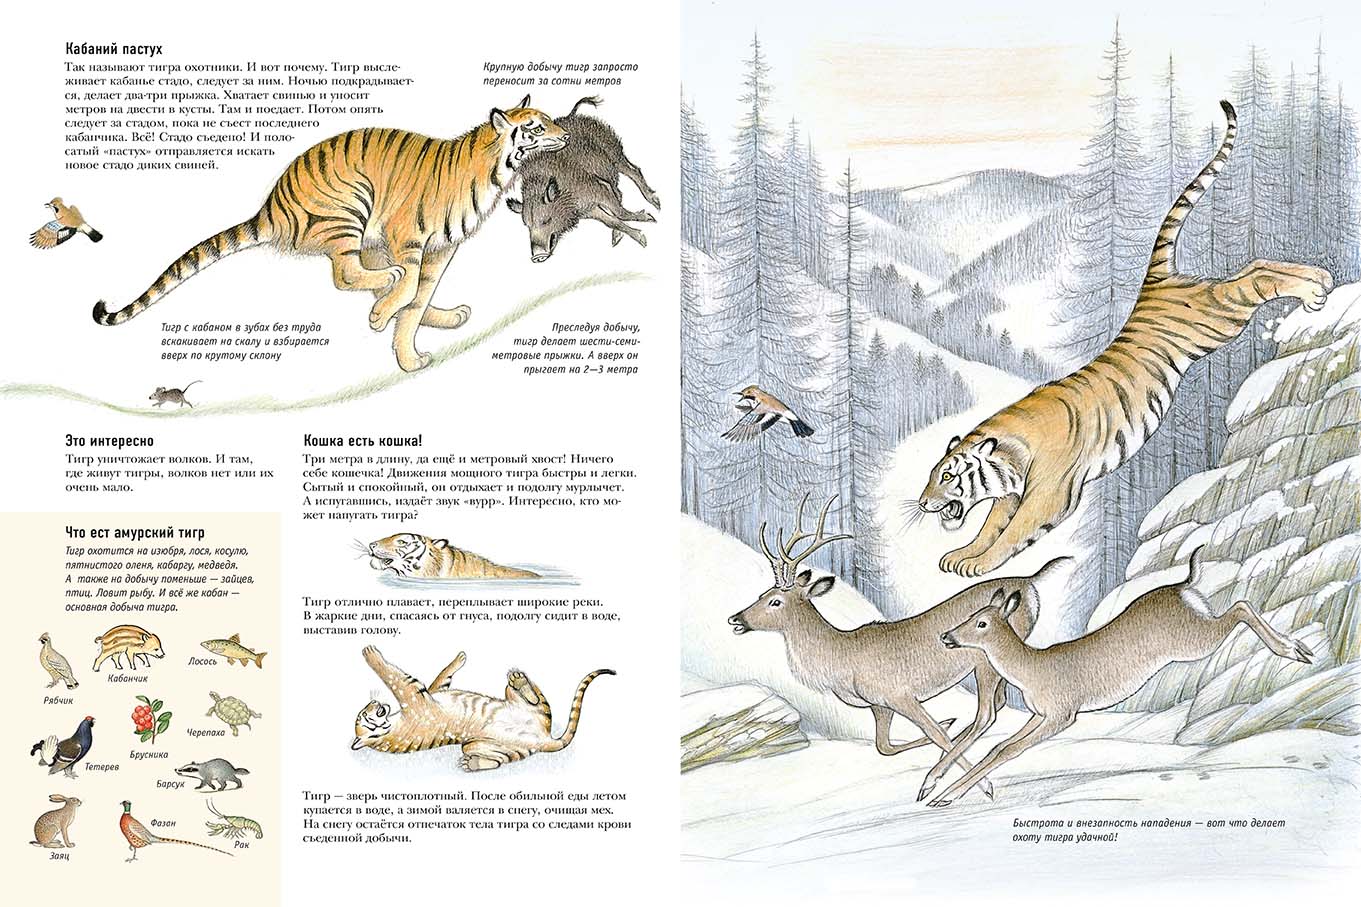 Кабаний пастух
Так называют тигра охотники. И вот почему. Тигр высле-
живает кабанье стадо, следует за ним. Ночью подкрадывает-
ся, делает два-три прыжка. Хватает свинью и уносит
метров на двести в кусты. Там и поедает. Потом опять
следует за стадом, пока не съест последнего
кабанчика. Всё! Стадо съедено! И поло-
сатый «пастух» отправляется искать
новое стадо диких свиней.
Крупную добычу тигр запросто
переносит за сотни метров
Тигр с кабаном в зубах без труда
вскакивает на скалу и взбирается
вверх по крутому склону
Преследуя добычу,
тигр делает шести-семи-
метровые прыжки. А вверх он
прыгает на 2—3 метра
Это интересно
Тигр уничтожает волков. И там,
где живут тигры, волков нет или их
очень мало.
Что ест амурский тигр
Тигр охотится на изюбря, лося, косулю,
пятнистого оленя, кабаргу, медведя.
А также на добычу поменьше — зайцев,
птиц. Ловит рыбу. И всё же кабан —
основная добыча тигра.
Рябчик
Кабанчик
Лосось
Тетерев
Брусника
Черепаха
Барсук
Заяц
Фазан
Рак
Кошка есть кошка!
Три метра в длину, да ещё и метровый хвост! Ничего
себе кошечка! Движения мощного тигра быстры и легки.
Сытый и спокойный, он отдыхает и подолгу мурлычет.
А испугавшись, издаёт звук «вурр». Интересно, кто мо-
жет напугать тигра?
Тигр отлично плавает, переплывает широкие реки.
В жаркие дни, спасаясь от гнуса, подолгу сидит в воде,
выставив голову.
Тигр — зверь чистоплотный. После обильной еды летом
купается в воде, а зимой валяется в снегу, очищая мех.
На снегу остаётся отпечаток тела тигра со следами крови
съеденной добычи.
Быстрота и внезапность нападения — вот что делает
охоту тигра удачной!